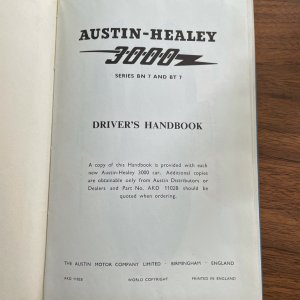 AUSTIN-HEALEY
3000
SERIES BN 7 AND BT 7
DRIVER'S HANDBOOK
A copy of this Handbook is provided with each
new Austin-Healey 3000 car. Additional copies
are obtainable only from Austin Distributors or
Dealers and Part No. AKD 1102B should be
quoted when ordering.
THE AUSTIN MOTOR COMPANY LIMITED · BIRMINGHAM · ENGLAND
AKD 1102B WORLD COPYRIGHT PRINTED IN ENGLAND